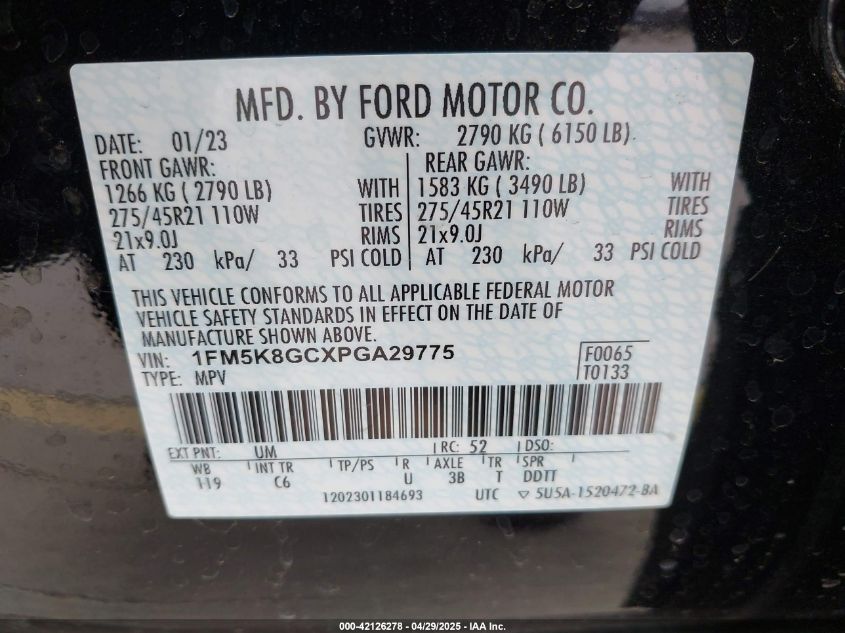 MFD. BY FORD MOTOR CO.
DATE: 01/23 GVWR: 2790 KG ( 6150 LB)
FRONT GAWR: REAR GAWR:
1266 KG ( 2790 LB) WITH 1583 KG ( 3490 LB) WITH
275/45R21 110W TIRES 275/45R21 110W TIRES
21x9.0J RIMS 21x9.0J RIMS
AT 230 kPa/ 33 PSI COLD AT 230 kPa/ 33 PSI COLD
THIS VEHICLE CONFORMS TO ALL APPLICABLE FEDERAL MOTOR
VEHICLE SAFETY STANDARDS IN EFFECT ON THE DATE OF
MANUFACTURE SHOWN ABOVE.
VIN: 1FM5K8GCXPGA29775 F0065
TYPE: MPV T0133
EXT PNT: UM RC: 52 DSO:
WB INT TR TP/PS R AXLE TR SPR
119 C6 U 3B T DDTT
1202301184693 UTC ▽ 5U5A-1520472-BA
000-42126278 - 04/29/2025 - IAA Inc.